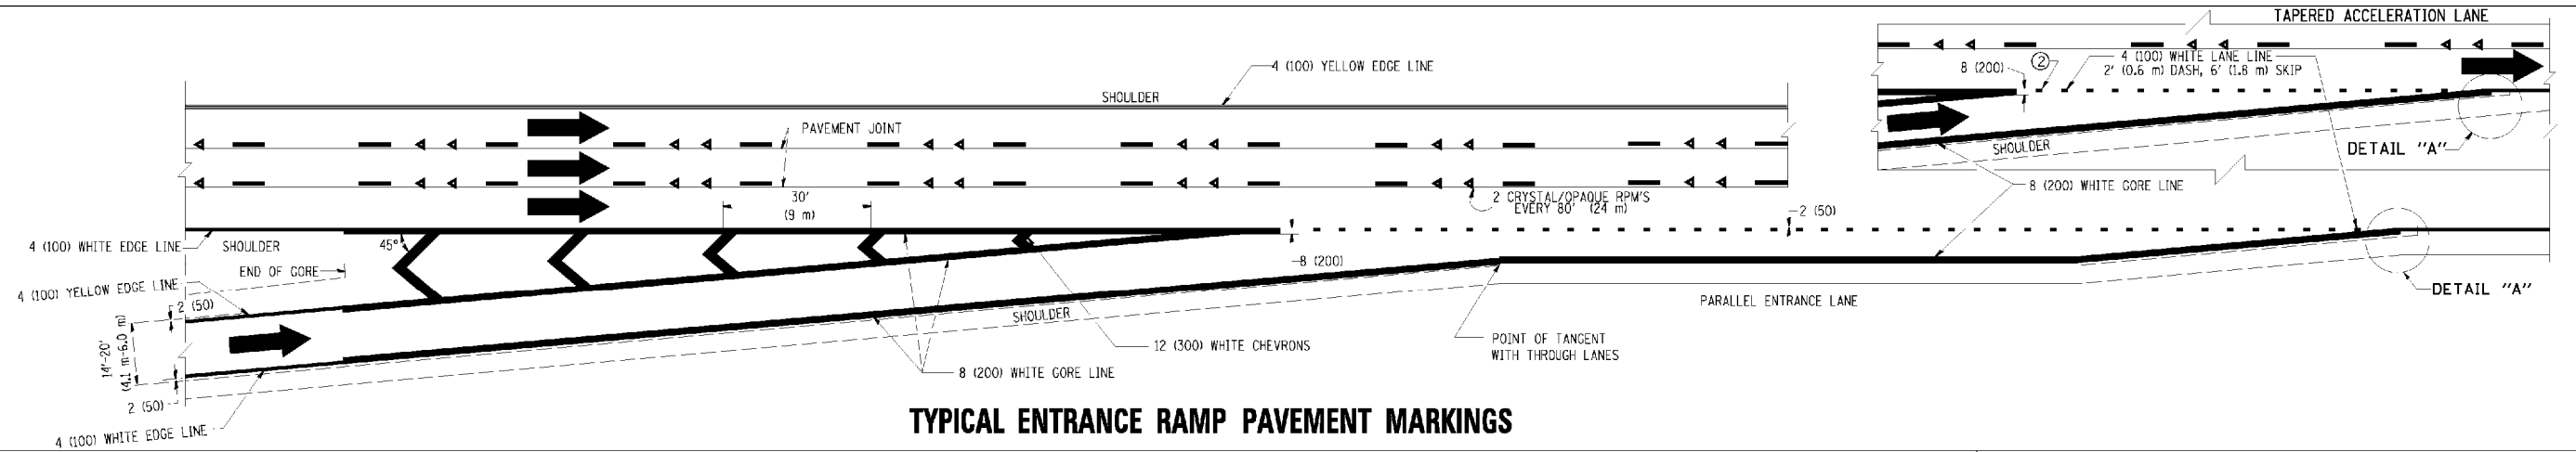 TAPERED ACCELERATION LANE
4 (100) YELLOW EDGE LINE
8 (200)
2
4 (100) WHITE LANE LINE
2' (0.6 m) DASH, 6' (1.8 m) SKIP
SHOULDER
PAVEMENT JOINT
SHOULDER
DETAIL "A"
30'
(9 m)
2 CRYSTAL/OPAQUE RPM'S
EVERY 80' (24 m)
8 (200) WHITE GORE LINE
2 (50)
4 (100) WHITE EDGE LINE
SHOULDER
45°
END OF GORE
8 (200)
4 (100) YELLOW EDGE LINE
2 (50)
14'-20'
(4.1 m-6.0 m)
SHOULDER
PARALLEL ENTRANCE LANE
DETAIL "A"
12 (300) WHITE CHEVRONS
POINT OF TANGENT
WITH THROUGH LANES
8 (200) WHITE GORE LINE
2 (50)
4 (100) WHITE EDGE LINE
TYPICAL ENTRANCE RAMP PAVEMENT MARKINGS